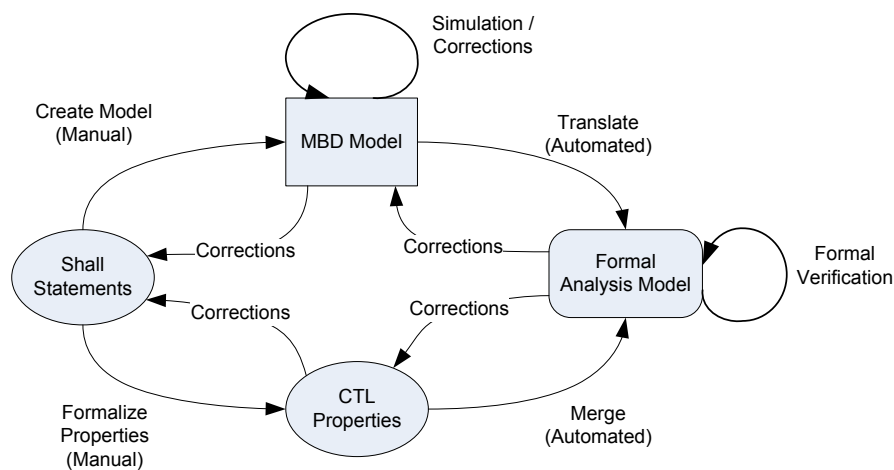 Simulation /
Corrections
Create Model
(Manual)
MBD Model
Translate
(Automated)
Corrections
Corrections
Shall
Statements
Formal
Analysis Model
Formal
Verification
Corrections
Corrections
CTL
Properties
Formalize
Properties
(Manual)
Merge
(Automated)